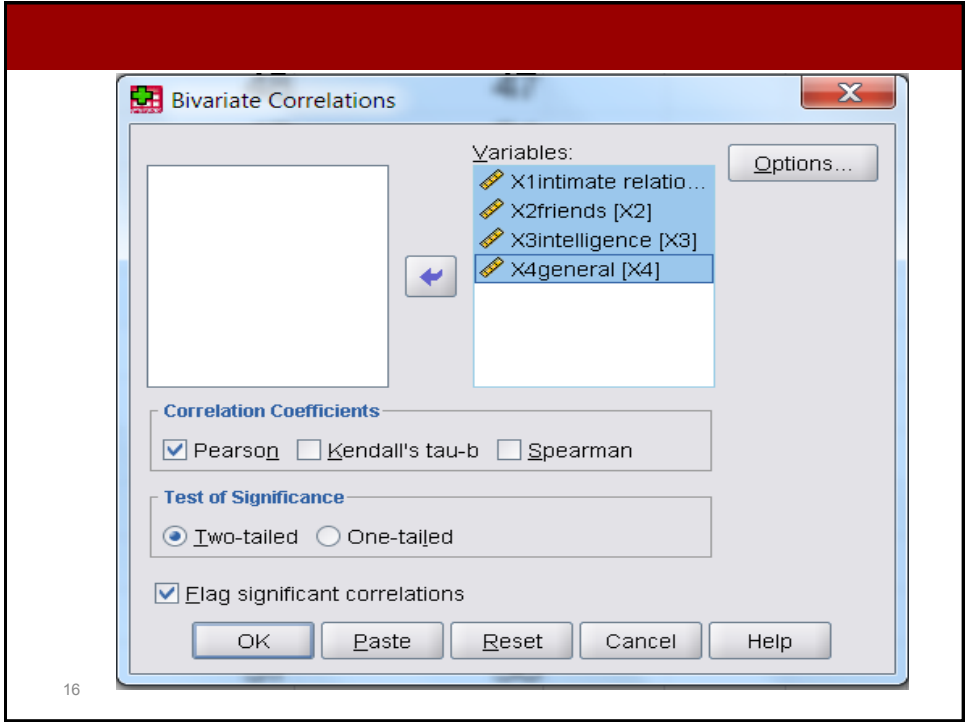 Bivariate Correlations
Variables:
Options...
X1intimate relatio...
X2friends [X2]
X3intelligence [X3]
X4general [X4]
Correlation Coefficients
Pearson Kendall's tau-b Spearman
Test of Significance
Two-tailed One-tailed
Flag significant correlations
OK Paste Reset Cancel Help
16